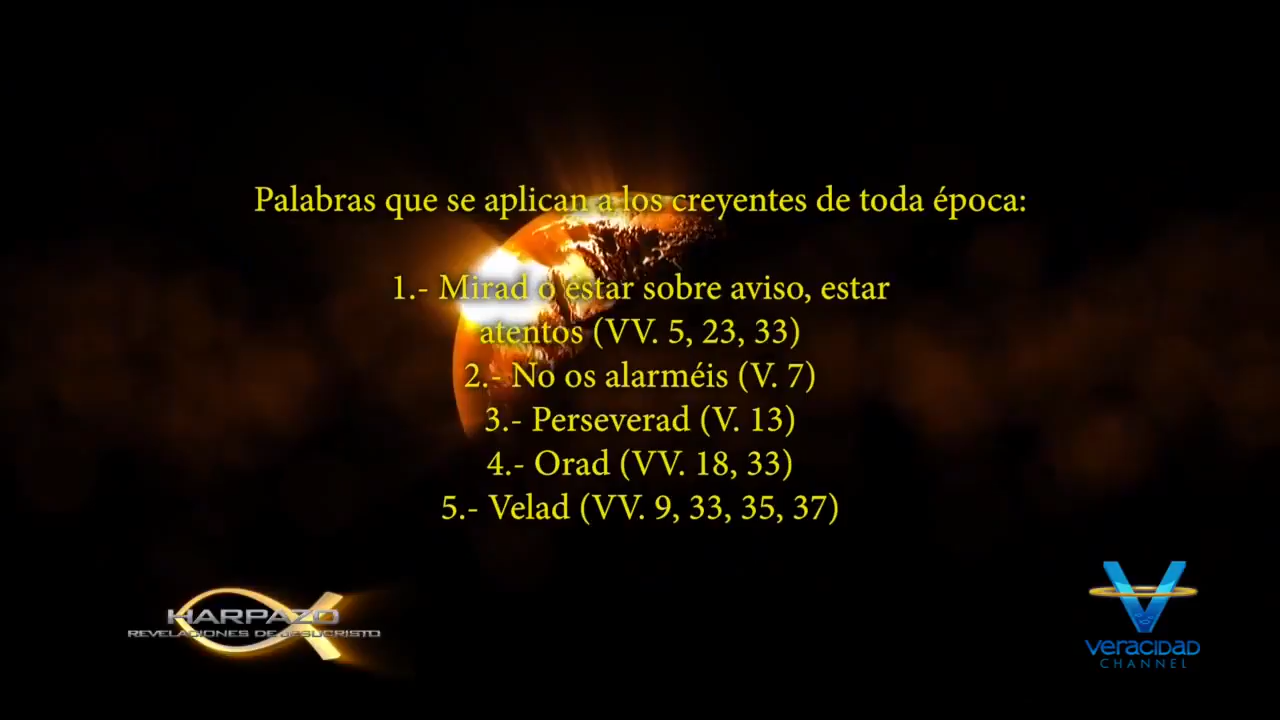 Palabras que se aplican a los creyentes de toda época:
1.- Mirad o estar sobre aviso, estar
atentos (VV. 5, 23, 33)
2.- No os alarméis (V. 7)
3.- Perseverad (V. 13)
4.- Orad (VV. 18, 33)
5.- Velad (VV. 9, 33, 35, 37)
HARPAZO
REVELACIONES DE JESUCRISTO
V
veracidad
CHANNEL